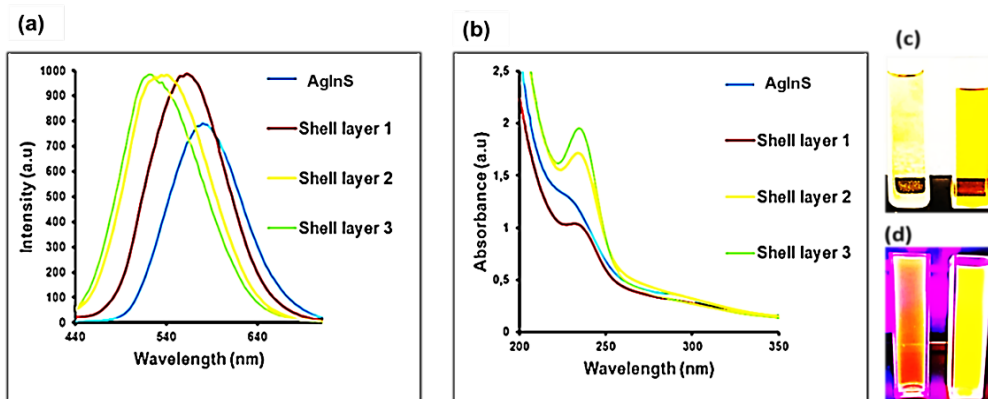 (a)
1000
900
800
700
600
500
400
300
200
100
0
440
540
640
Intensity (a.u)
Wavelength (nm)
AgInS
Shell layer 1
Shell layer 2
Shell layer 3
(b)
2,5
2
1,5
1
0,5
0
200
250
300
350
Absorbance (a.u)
Wavelength (nm)
AgInS
Shell layer 1
Shell layer 2
Shell layer 3
(c)
(d)